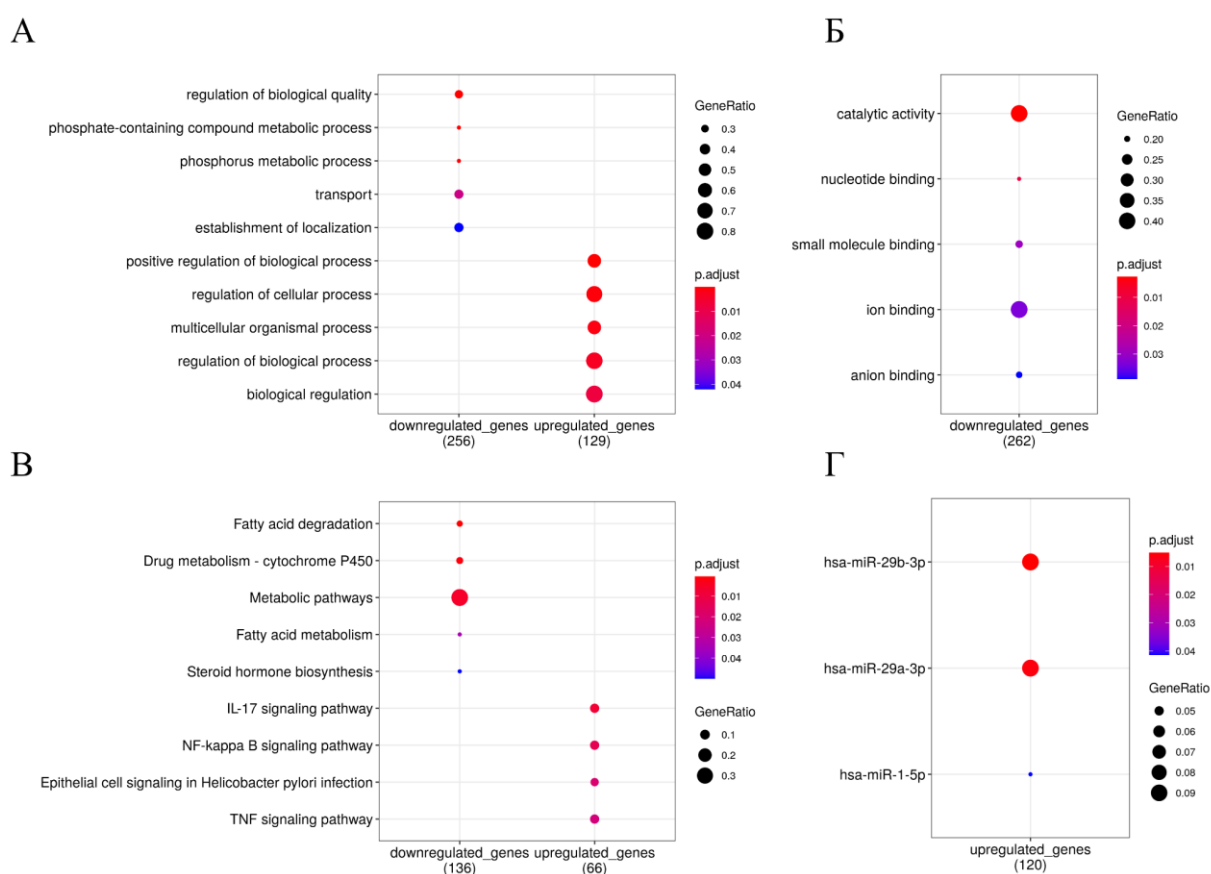 А
regulation of biological quality
phosphate-containing compound metabolic process
phosphorus metabolic process
transport
establishment of localization
positive regulation of biological process
regulation of cellular process
multicellular organismal process
regulation of biological process
biological regulation
downregulated_genes
(256)
upregulated_genes
(129)
GeneRatio
0.3
0.4
0.5
0.6
0.7
0.8
p.adjust
0.01
0.02
0.03
0.04
Б
catalytic activity
nucleotide binding
small molecule binding
ion binding
anion binding
downregulated_genes
(262)
GeneRatio
0.20
0.25
0.30
0.35
0.40
p.adjust
0.01
0.02
0.03
В
Fatty acid degradation
Drug metabolism - cytochrome P450
Metabolic pathways
Fatty acid metabolism
Steroid hormone biosynthesis
IL-17 signaling pathway
NF-kappa B signaling pathway
Epithelial cell signaling in Helicobacter pylori infection
TNF signaling pathway
downregulated_genes
(136)
upregulated_genes
(66)
p.adjust
0.01
0.02
0.03
0.04
GeneRatio
0.1
0.2
0.3
Г
hsa-miR-29b-3p
hsa-miR-29a-3p
hsa-miR-1-5p
upregulated_genes
(120)
p.adjust
0.01
0.02
0.03
0.04
GeneRatio
0.05
0.06
0.07
0.08
0.09